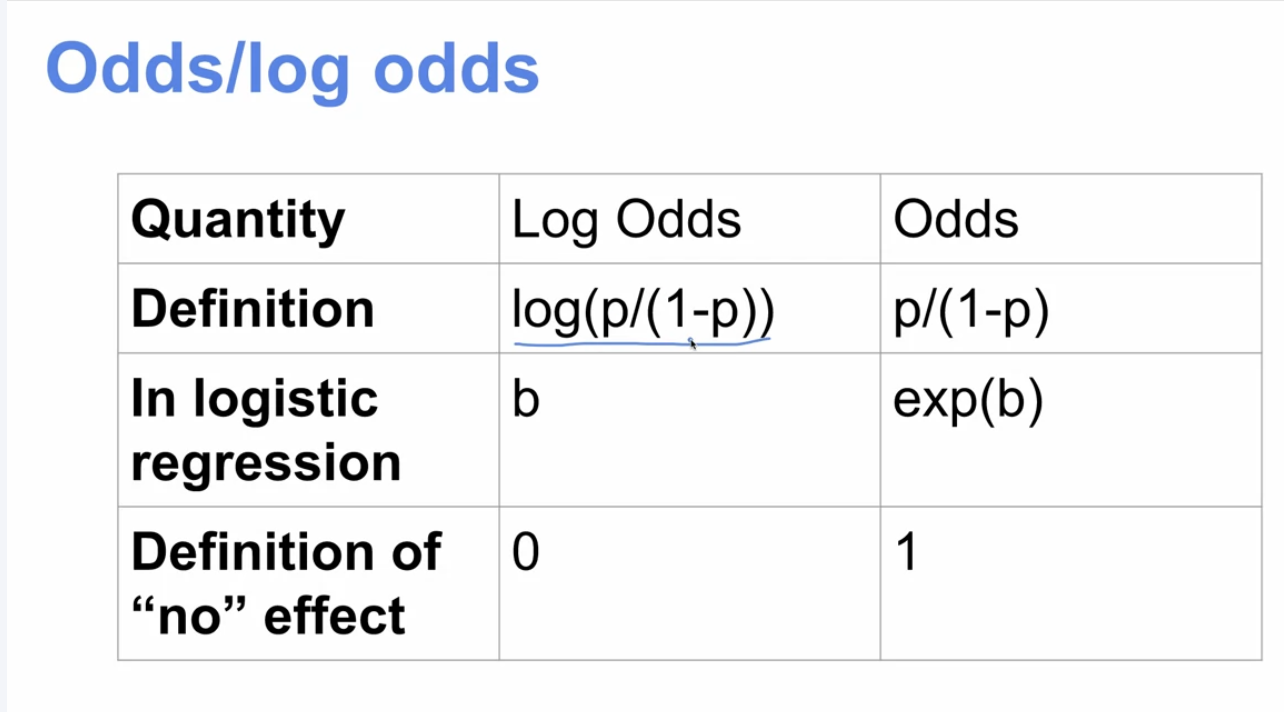 Odds/log odds
Quantity Log Odds Odds
Definition log(p/(1-p)) p/(1-p)
In logistic b exp(b)
regression
Definition of 0 1
“no” effect